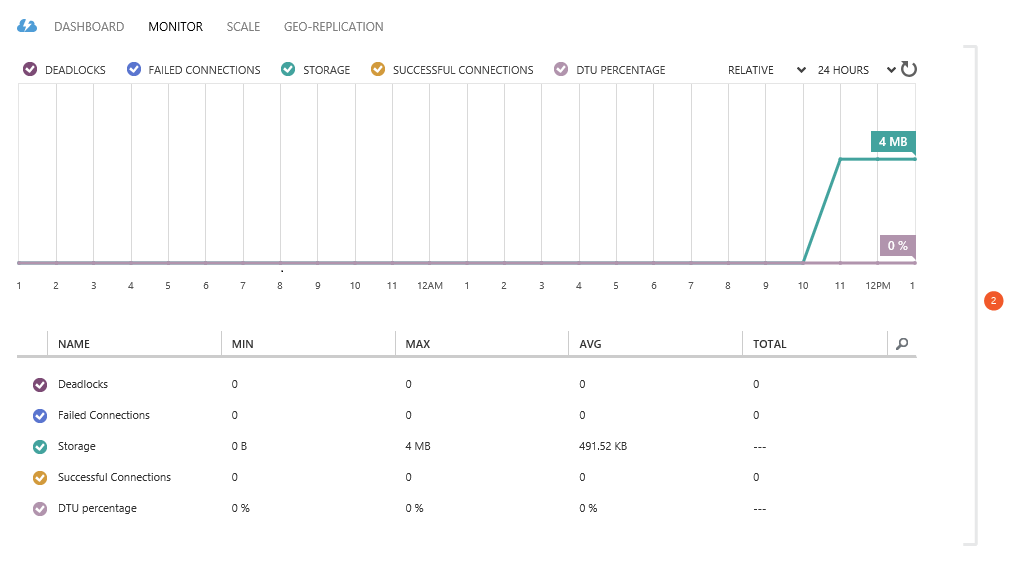 DASHBOARD MONITOR SCALE GEO-REPLICATION
DEADLOCKS FAILED CONNECTIONS STORAGE SUCCESSFUL CONNECTIONS DTU PERCENTAGE RELATIVE 24 HOURS
4 MB
0 %
1 2 3 4 5 6 7 8 9 10 11 12AM 1 2 3 4 5 6 7 8 9 10 11 12PM 1
2
NAME MIN MAX AVG TOTAL
Deadlocks 0 0 0 0
Failed Connections 0 0 0 0
Storage 0 B 4 MB 491.52 KB ---
Successful Connections 0 0 0 0
DTU percentage 0 % 0 % 0 % ---